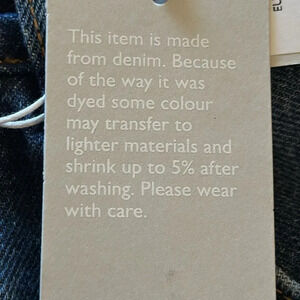 This item is made
from denim. Because
of the way it was
dyed some colour
may transfer to
lighter materials and
shrink up to 5% after
washing. Please wear
with care.